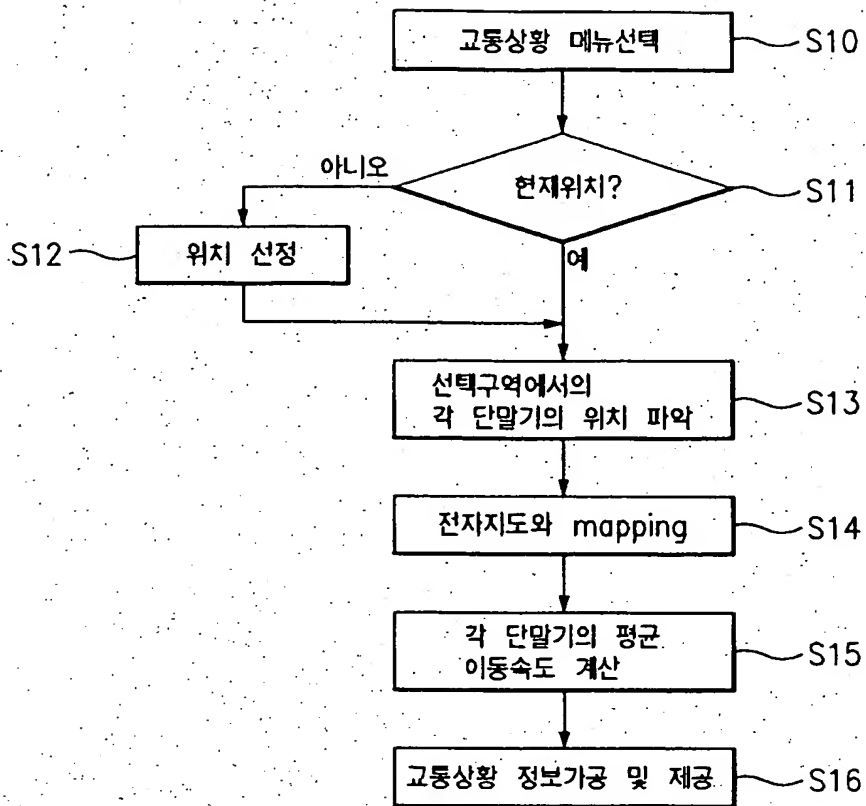 교통상황 메뉴선택
S10
아니오
현재위치?
S11
S12
위치 선정
예
선택구역에서의
각 단말기의 위치 파악
S13
전자지도와 mapping
S14
각 단말기의 평균
이동속도 계산
S15
교통상황 정보가공 및 제공
S16